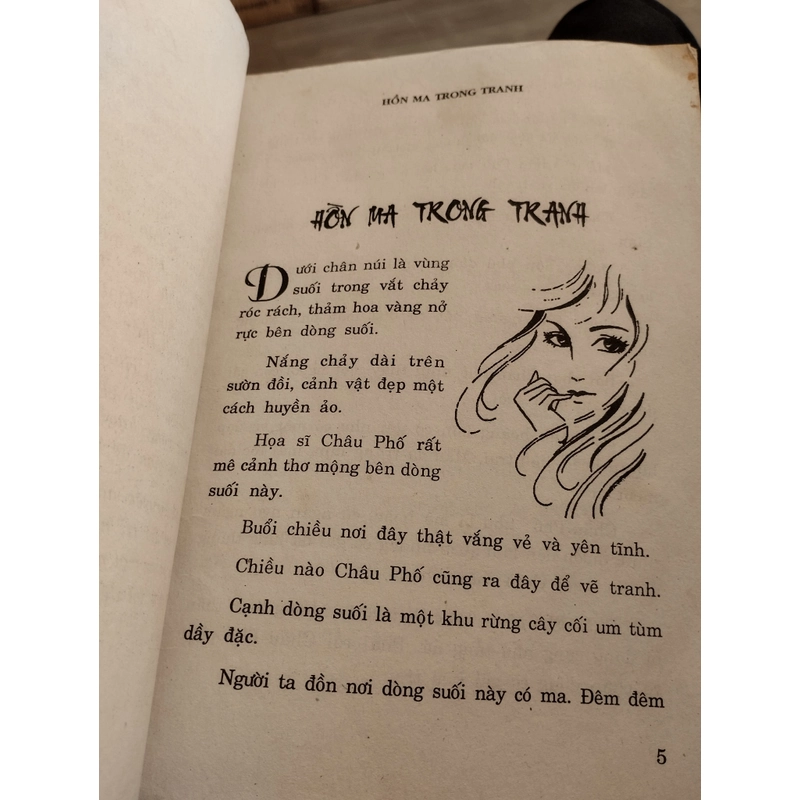 HỒN MA TRONG TRANH
HỒN MA TRONG TRANH
Dưới chân núi là vùng
suối trong vắt chảy
róc rách, thảm hoa vàng nở
rực bên dòng suối.
Nắng chảy dài trên
sườn đồi, cảnh vật đẹp một
cách huyền ảo.
Họa sĩ Châu Phố rất
mê cảnh thơ mộng bên dòng
suối này.
Buổi chiều nơi đây thật vắng vẻ và yên tĩnh.
Chiều nào Châu Phố cũng ra đây để vẽ tranh.
Cạnh dòng suối là một khu rừng cây cối um tùm
dầy đặc.
Người ta đồn nơi dòng suối này có ma. Đêm đêm
5